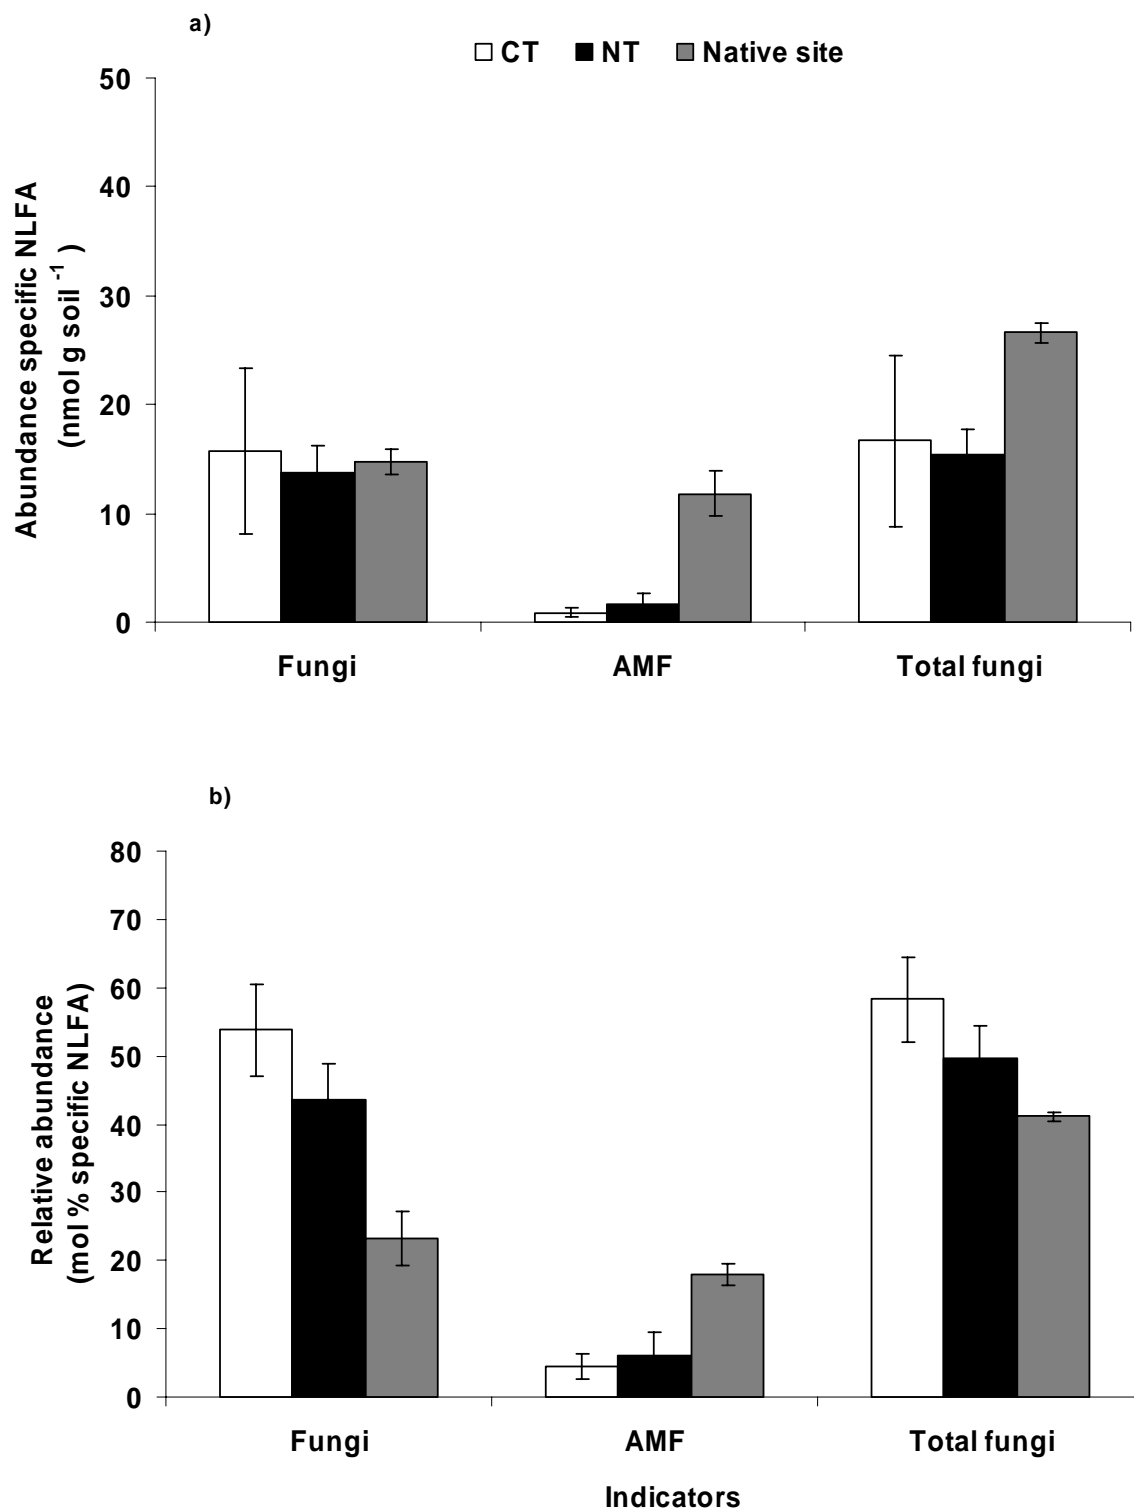 a)
CT NT Native site
50
40
30
20
10
0
Abundance specific NLFA
(nmol g soil -1 )
Fungi AMF Total fungi
b)
80
70
60
50
40
30
20
10
0
Relative abundance
(mol % specific NLFA)
Fungi AMF Total fungi
Indicators